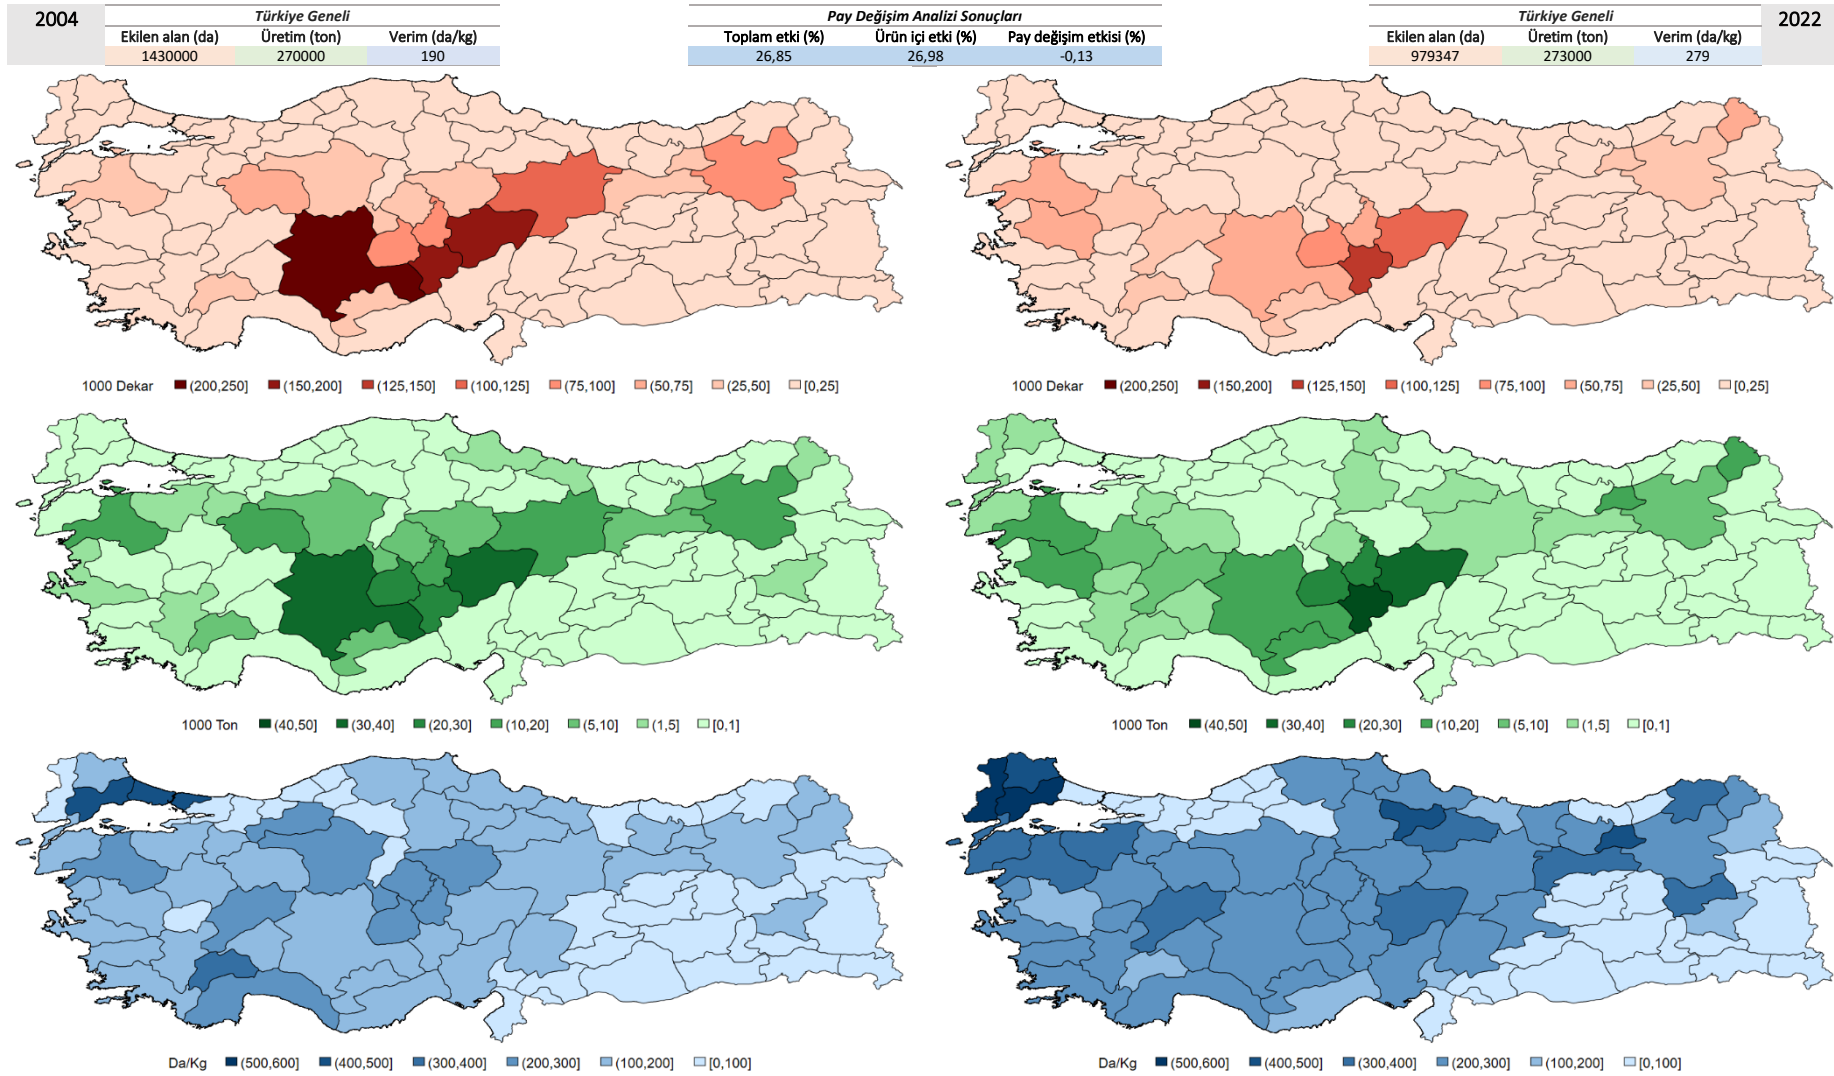 2004
Türkiye Geneli
Ekilen alan (da) Üretim (ton) Verim (da/kg)
1430000 270000 190
Pay Değişim Analizi Sonuçları
Toplam etki (%) Ürün içi etki (%) Pay değişim etkisi (%)
26,85 26,98 -0,13
Türkiye Geneli
Ekilen alan (da) Üretim (ton) Verim (da/kg)
979347 273000 279
2022
1000 Dekar (200,250] (150,200] (125,150] (100,125] (75,100] (50,75] (25,50] [0,25]
1000 Dekar (200,250] (150,200] (125,150] (100,125] (75,100] (50,75] (25,50] [0,25]
1000 Ton (40,50] (30,40] (20,30] (10,20] (5,10] (1,5] [0,1]
1000 Ton (40,50] (30,40] (20,30] (10,20] (5,10] (1,5] [0,1]
Da/Kg (500,600] (400,500] (300,400] (200,300] (100,200] [0,100]
Da/Kg (500,600] (400,500] (300,400] (200,300] (100,200] [0,100]